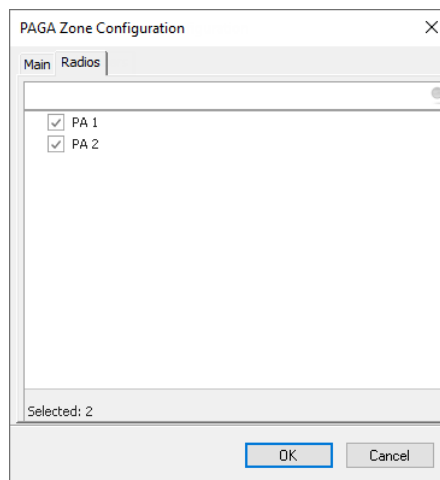 PAGA Zone Configuration
Main Radios
PA 1
PA 2
Selected: 2
OK Cancel